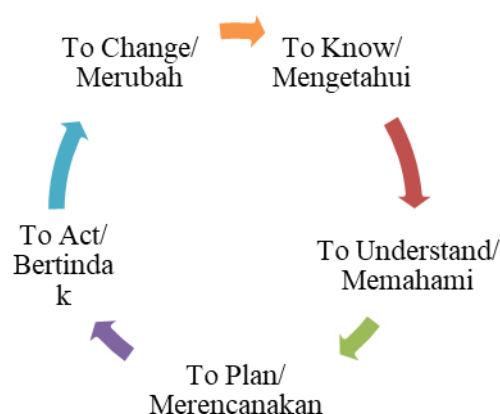 To Change/
Merubah
To Know/
Mengetahui
To Understand/
Memahami
To Plan/
Merencanakan
To Act/
Bertinda
k